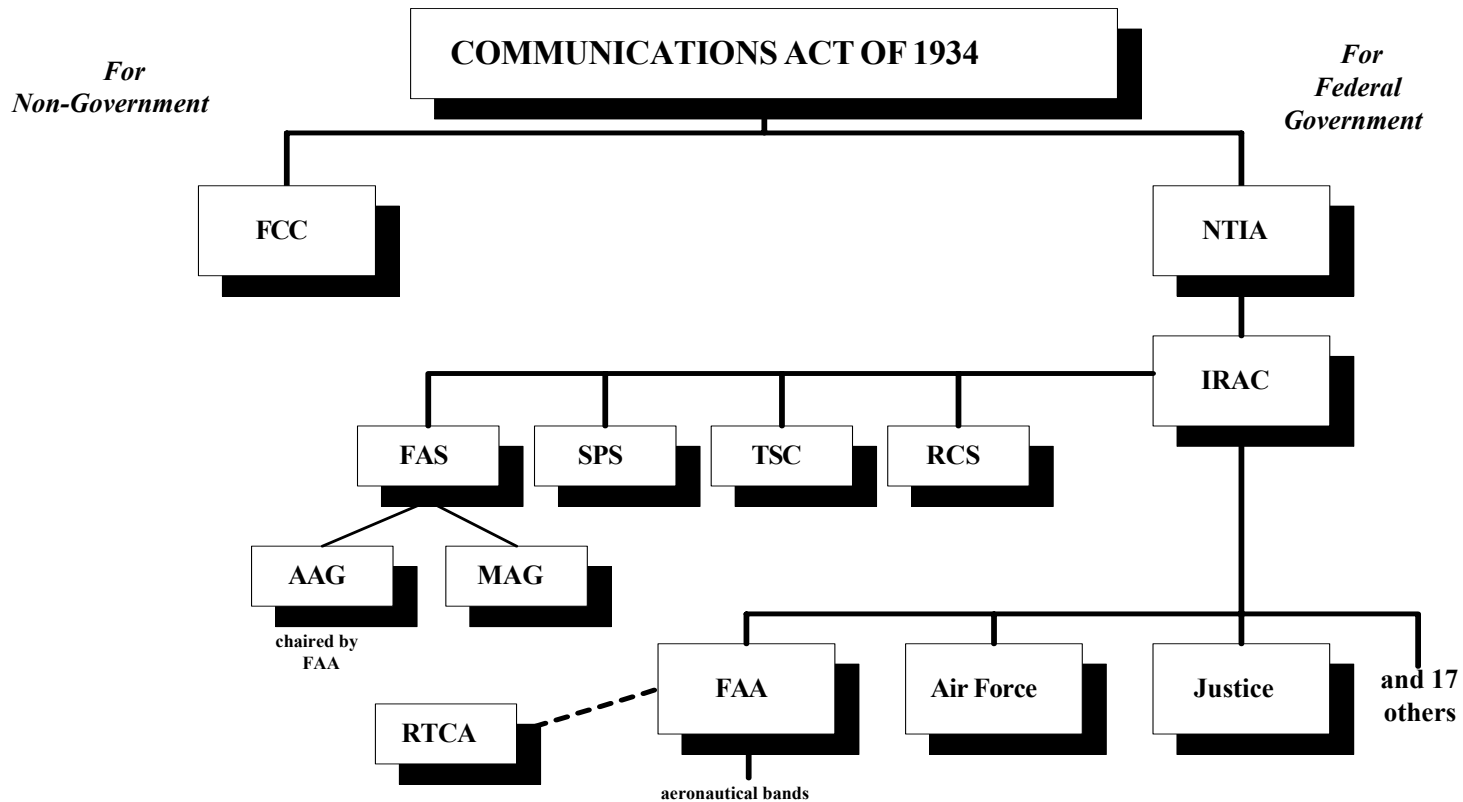 COMMUNICATIONS ACT OF 1934
For
Non-Government
For
Federal
Government
FCC
NTIA
IRAC
FAS
SPS
TSC
RCS
AAG
MAG
chaired by
FAA
FAA
Air Force
Justice
and 17
others
RTCA
aeronautical bands